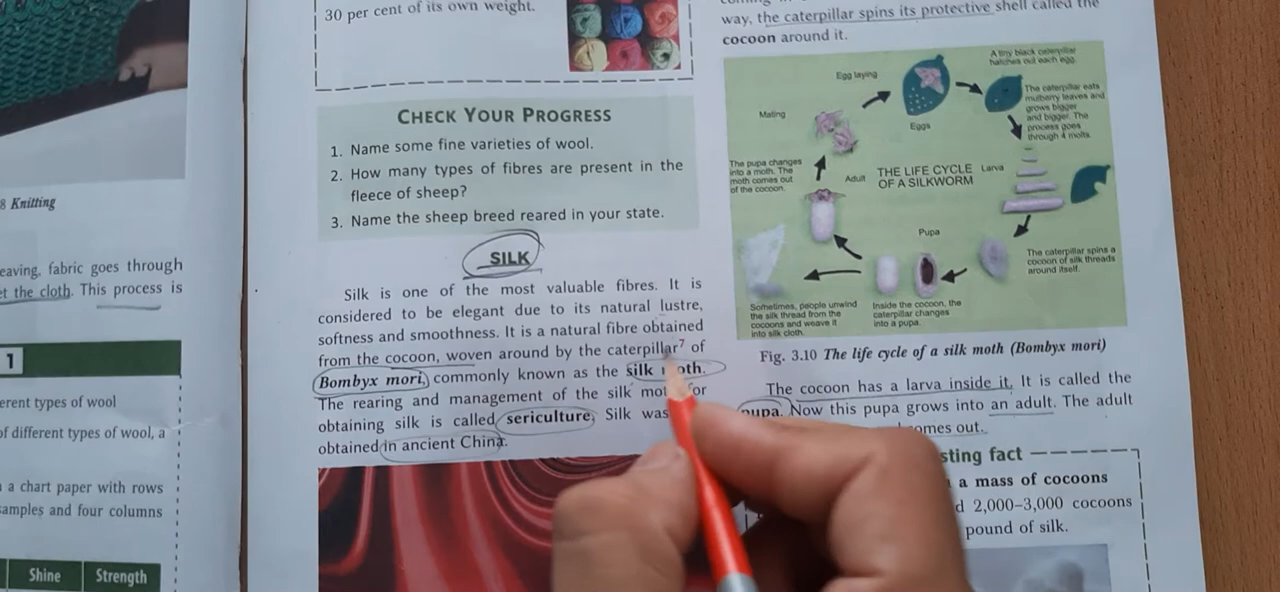 30 per cent of its own weight.
8 Knitting
eaving, fabric goes through
et the cloth. This process is
1
erent types of wool
of different types of wool, a
a chart paper with rows
samples and four columns
Shine Strength
CHECK YOUR PROGRESS
1. Name some fine varieties of wool.
2. How many types of fibres are present in the
fleece of sheep?
3. Name the sheep breed reared in your state.
SILK
Silk is one of the most valuable fibres. It is
considered to be elegant due to its natural lustre,
softness and smoothness. It is a natural fibre obtained
from the cocoon, woven around by the caterpillar7 of
Bombyx mori, commonly known as the silk moth.
The rearing and management of the silk for
obtaining silk is called sericulture. Silk was
obtained in ancient China.
way, the caterpillar spins its protective shell called the
cocoon around it.
Egg laying
A tiny black caterpillar
hatches out each egg.
The caterpillar eats
mulberry leaves and
grows bigger
and bigger. The
process goes
through 4 molts.
Mating
Eggs
The pupa changes
into a moth. The
moth comes out
of the cocoon.
Adult
THE LIFE CYCLE
OF A SILKWORM
Larva
Pupa
The caterpillar spins a
cocoon of silk threads
around itself.
Sometimes, people unwind
the silk thread from the
cocoons and weave it
into silk cloth.
Inside the cocoon, the
caterpillar changes
into a pupa.
Fig. 3.10 The life cycle of a silk moth (Bombyx mori)
The cocoon has a larva inside it. It is called the
pupa. Now this pupa grows into an adult. The adult
comes out.
sting fact
a mass of cocoons
d 2,000–3,000 cocoons
pound of silk.